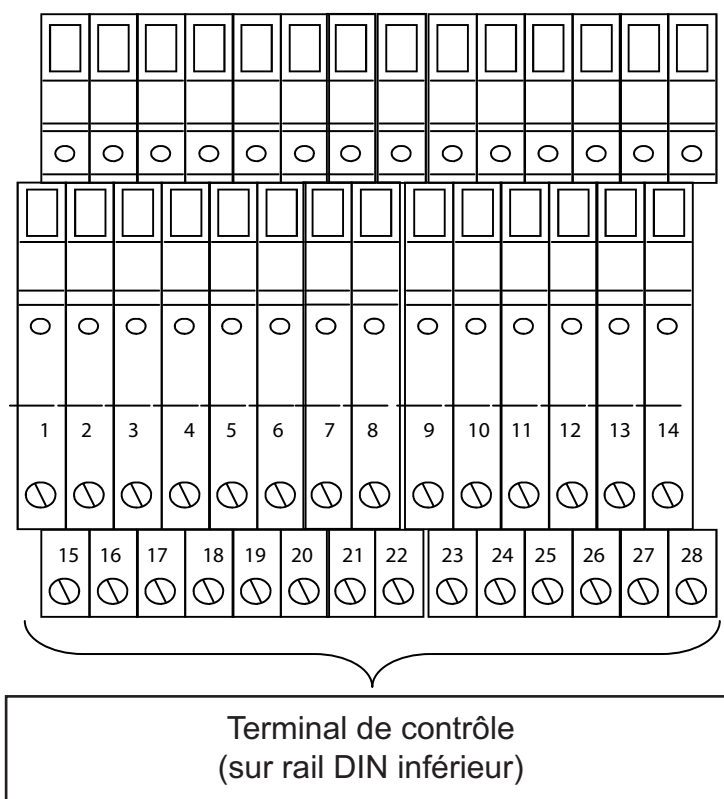 1 2 3 4 5 6 7 8 9 10 11 12 13 14
15 16 17 18 19 20 21 22 23 24 25 26 27 28
Terminal de contrôle
(sur rail DIN inférieur)